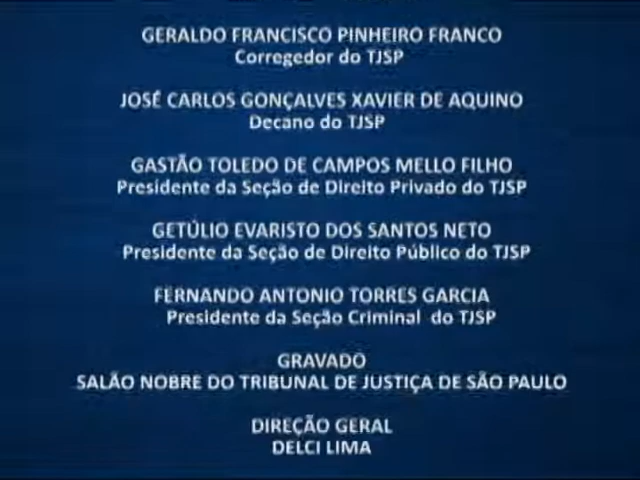 GERALDO FRANCISCO PINHEIRO FRANCO
Corregedor do TJSP
JOSÉ CARLOS GONÇALVES XAVIER DE AQUINO
Decano do TJSP
GASTÃO TOLEDO DE CAMPOS MELLO FILHO
Presidente da Seção de Direito Privado do TJSP
GETÚLIO EVARISTO DOS SANTOS NETO
Presidente da Seção de Direito Público do TJSP
FERNANDO ANTONIO TORRES GARCIA
Presidente da Seção Criminal do TJSP
GRAVADO
SALÃO NOBRE DO TRIBUNAL DE JUSTIÇA DE SÃO PAULO
DIREÇÃO GERAL
DELCI LIMA